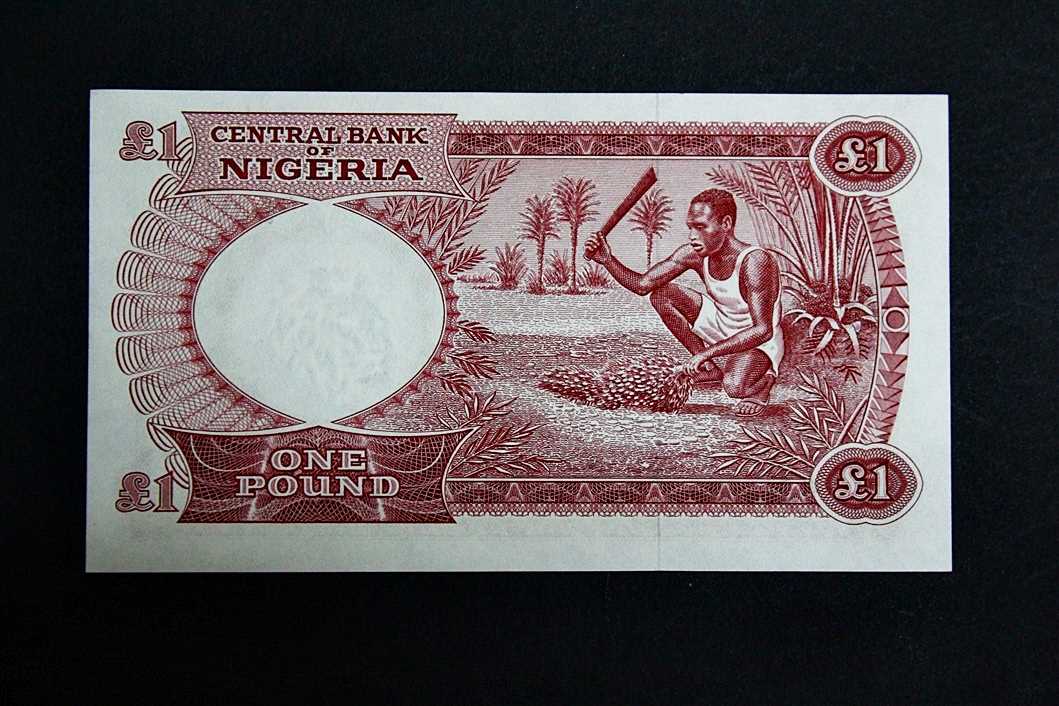 £1
CENTRAL BANK
OF
NIGERIA
£1
£1
ONE
POUND
£1